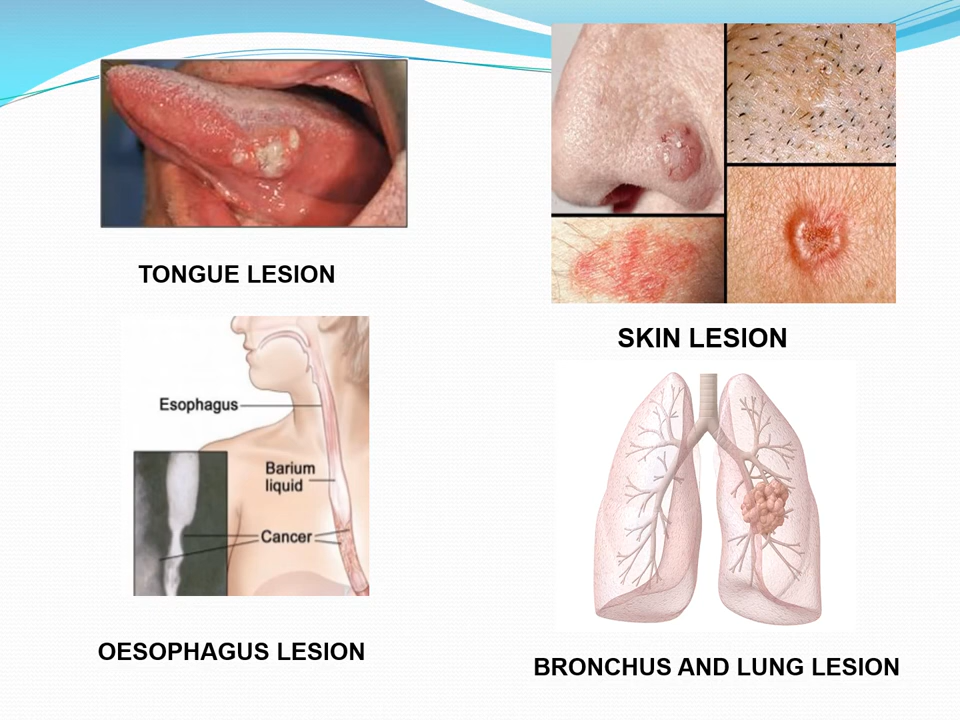 TONGUE LESION
SKIN LESION
Esophagus
Barium
liquid
Cancer
OESOPHAGUS LESION
BRONCHUS AND LUNG LESION